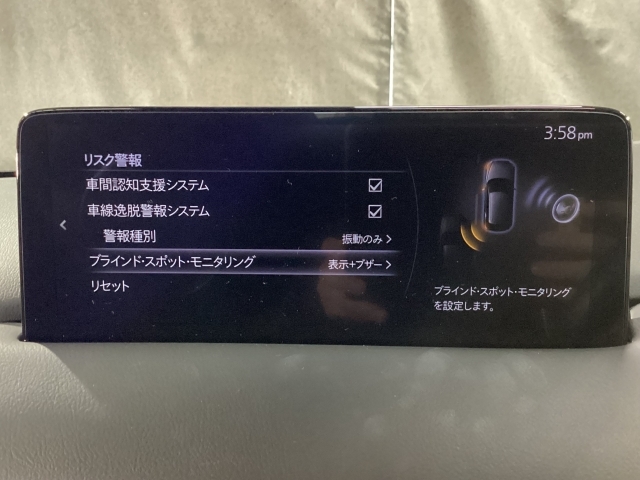 3:58pm
リスク警報
車間認知支援システム
車線逸脱警報システム
警報種別 振動のみ
ブラインド･スポット･モニタリング 表示+ブザー
リセット
ブラインド･スポット･モニタリング
を設定します。